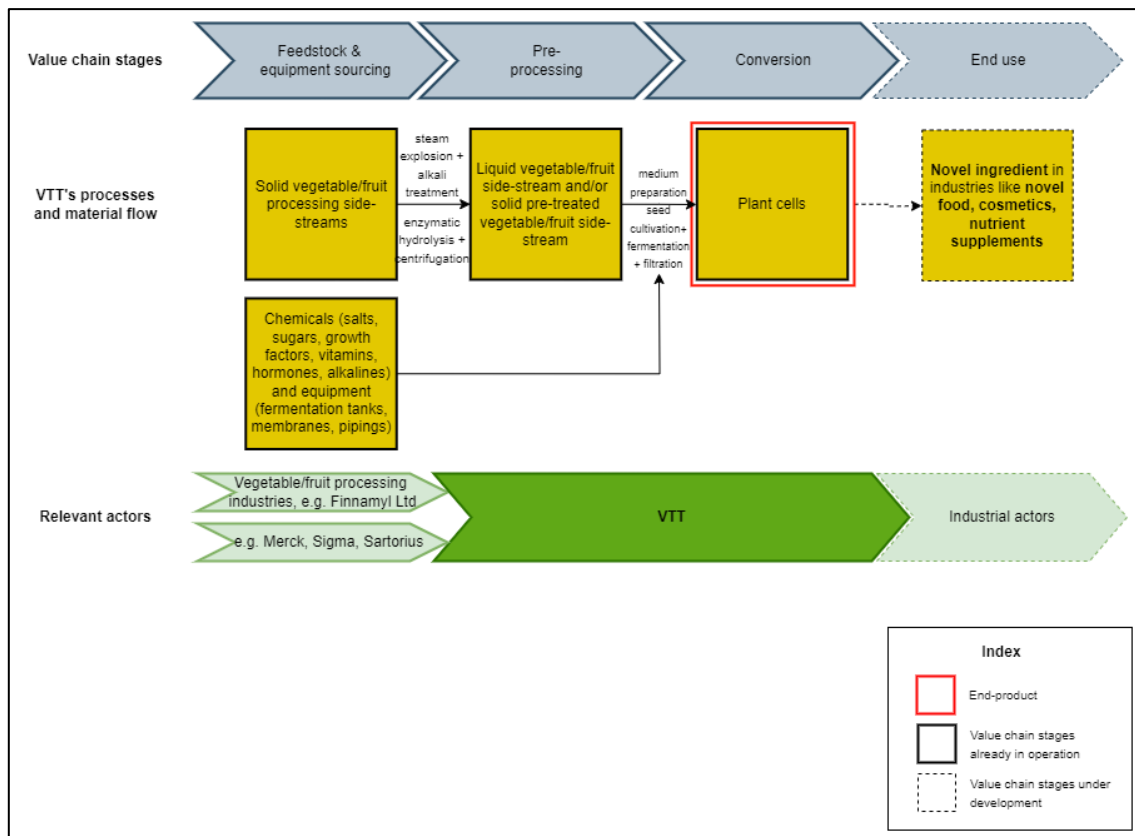 Value chain stages
Feedstock &
equipment sourcing
Pre-
processing
Conversion
End use
VTT's processes
and material flow
Solid vegetable/fruit
processing side-
streams
steam
explosion +
alkali
treatment
enzymatic
hydrolysis +
centrifugation
Liquid vegetable/fruit
side-stream and/or
solid pre-treated
vegetable/fruit side-
stream
medium
preparation
seed
cultivation+
fermentation
+ filtration
Plant cells
Novel ingredient in
industries like novel
food, cosmetics,
nutrient
supplements
Chemicals (salts,
sugars, growth
factors, vitamins,
hormones, alkalines)
and equipment
(fermentation tanks,
membranes, pipings)
Relevant actors
Vegetable/fruit processing
industries, e.g. Finnamyl Ltd
e.g. Merck, Sigma, Sartorius
VTT
Industrial actors
Index
End-product
Value chain stages
already in operation
Value chain stages under
development